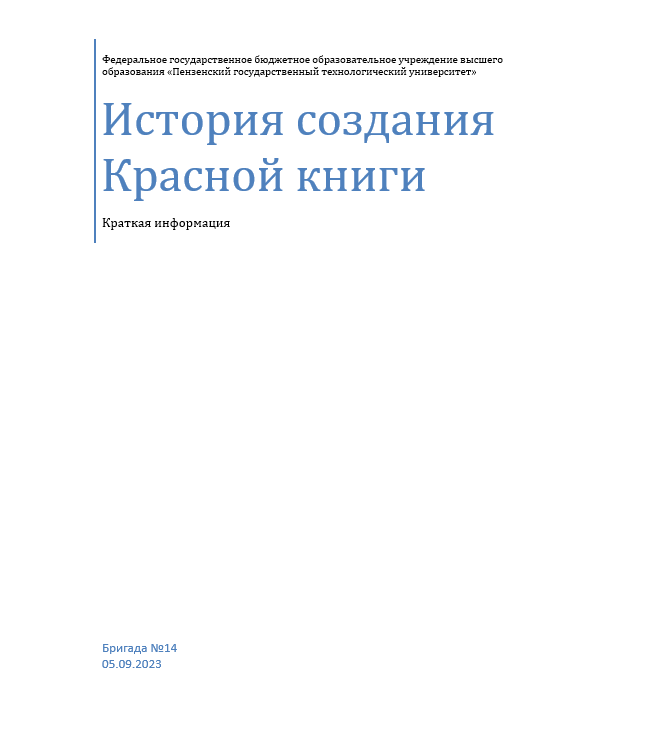 Федеральное государственное бюджетное образовательное учреждение высшего
образования «Пензенский государственный технологический университет»
История создания
Красной книги
Краткая информация
Бригада №14
05.09.2023